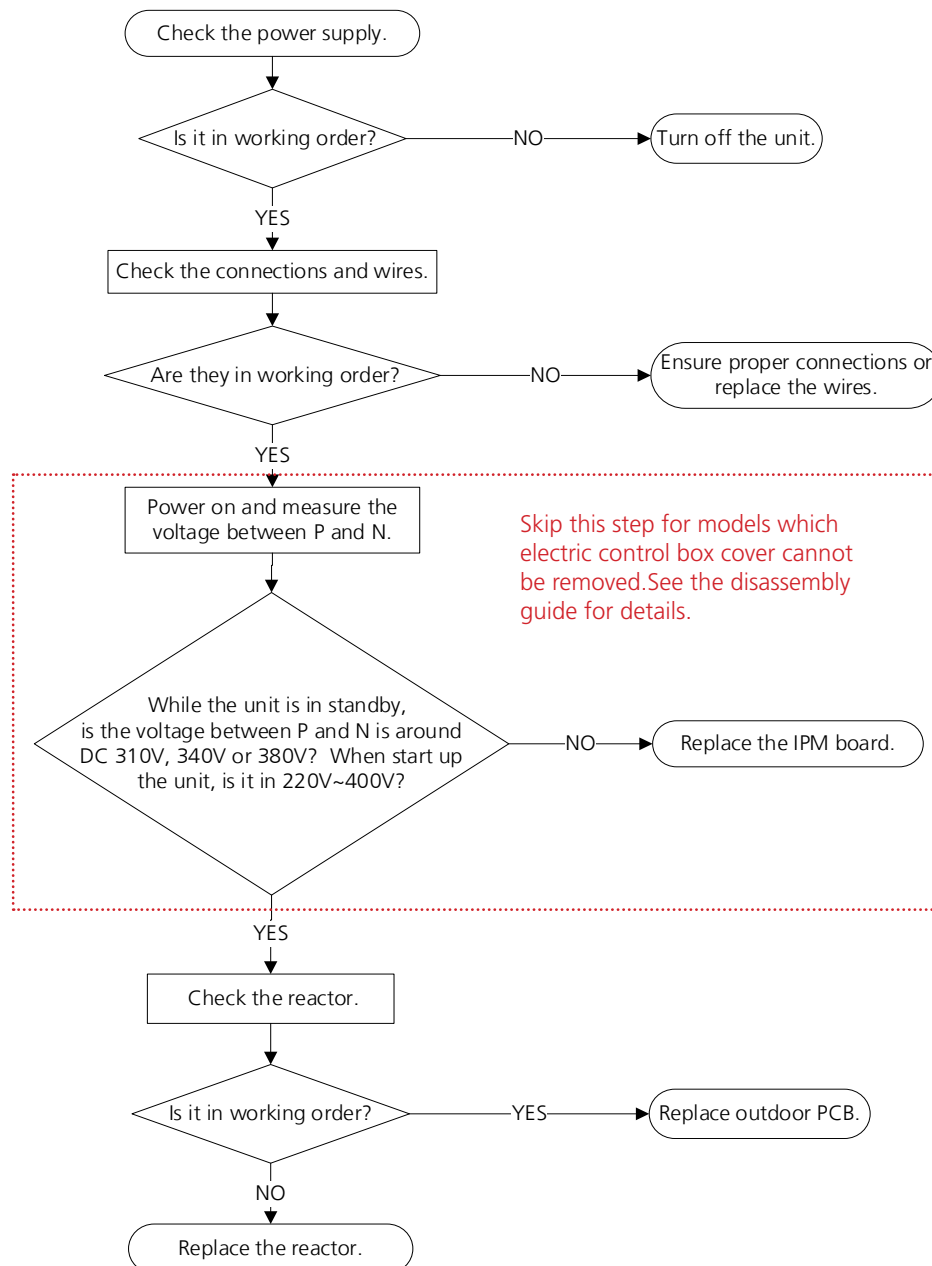 Check the power supply.
Is it in working order?
NO
Turn off the unit.
YES
Check the connections and wires.
Are they in working order?
NO
Ensure proper connections or
replace the wires.
YES
Power on and measure the
voltage between P and N.
Skip this step for models which
electric control box cover cannot
be removed.See the disassembly
guide for details.
While the unit is in standby,
is the voltage between P and N is around
DC 310V, 340V or 380V? When start up
the unit, is it in 220V~400V?
NO
Replace the IPM board.
YES
Check the reactor.
Is it in working order?
YES
Replace outdoor PCB.
NO
Replace the reactor.